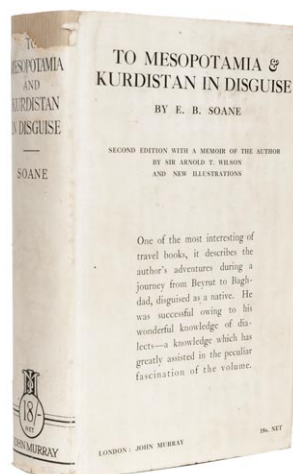 TO
MESOPOTAMIA
AND
KURDISTAN
IN DISGUISE
SOANE
18/-
NET
JOHN MURRAY
TO MESOPOTAMIA &
KURDISTAN IN DISGUISE
BY E. B. SOANE
SECOND EDITION WITH A MEMOIR OF THE AUTHOR
BY SIR ARNOLD T. WILSON
AND NEW ILLUSTRATIONS
One of the most interesting of
travel books, it describes the
author's adventures during a
journey from Beyrut to Bagh-
dad, disguised as a native. He
was successful owing to his
wonderful knowledge of dia-
lects—a knowledge which has
greatly assisted in the peculiar
fascination of the volume.
18s. NET
LONDON: JOHN MURRAY